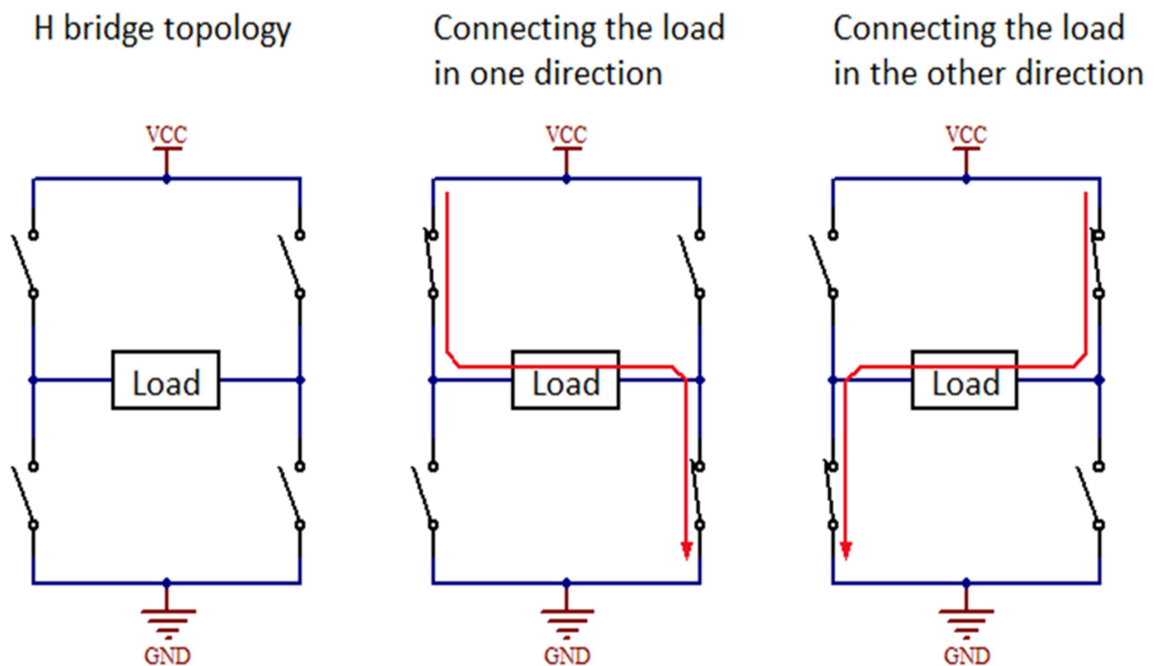 H bridge topology
Connecting the load
in one direction
Connecting the load
in the other direction
VCC
VCC
VCC
Load
Load
Load
GND
GND
GND